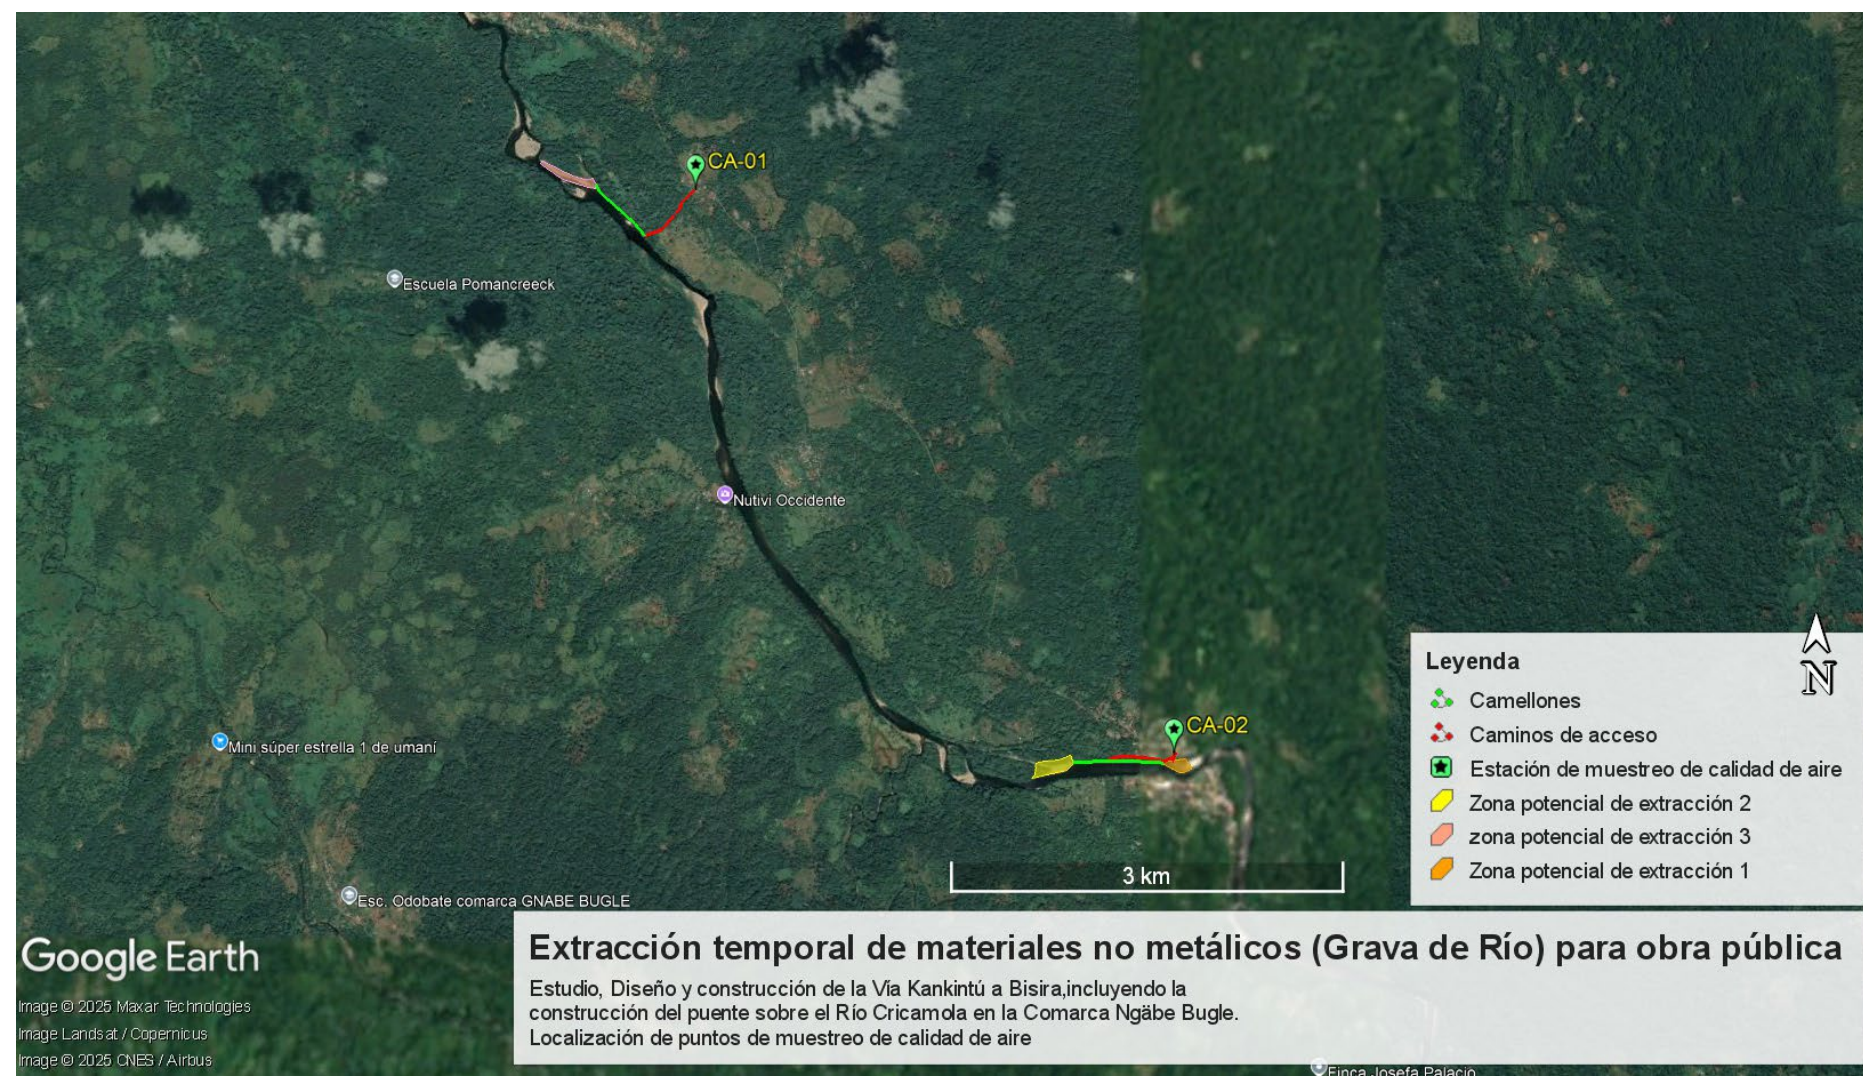 CA-01
Escuela Pomancreeck
Nutivi Occidente
CA-02
Mini súper estrella 1 de umaní
Esc. Odobate comarca GNABE BUGLE
3 km
N
Leyenda
Camellones
Caminos de acceso
Estación de muestreo de calidad de aire
Zona potencial de extracción 2
zona potencial de extracción 3
Zona potencial de extracción 1
Extracción temporal de materiales no metálicos (Grava de Río) para obra pública
Estudio, Diseño y construcción de la Vía Kankintú a Bisira,incluyendo la
construcción del puente sobre el Río Cricamola en la Comarca Ngäbe Bugle.
Localización de puntos de muestreo de calidad de aire
Google Earth
Image © 2025 Maxar Technologies
Image Landsat / Copernicus
Image © 2025 CNES / Airbus
Finca Josefa Palacio